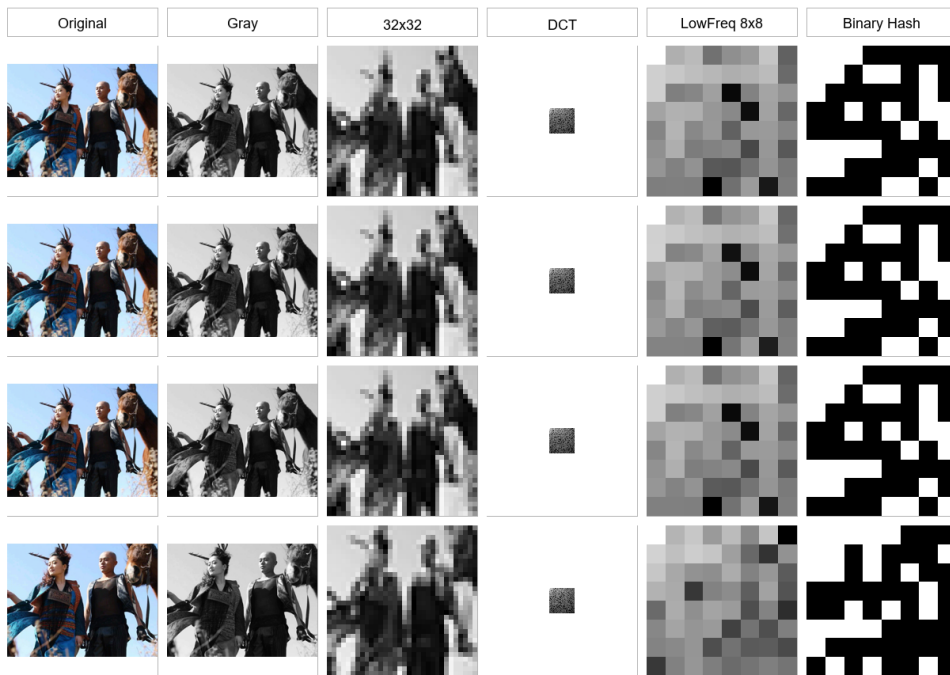 Original
Gray
32x32
DCT
LowFreq 8x8
Binary Hash